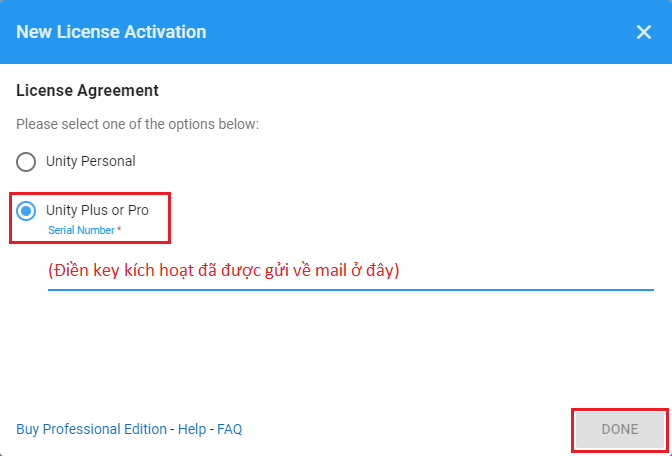 New License Activation
License Agreement
Please select one of the options below:
Unity Personal
Unity Plus or Pro
Serial Number *
(Điền key kích hoạt đã được gửi về mail ở đây)
Buy Professional Edition - Help - FAQ
DONE